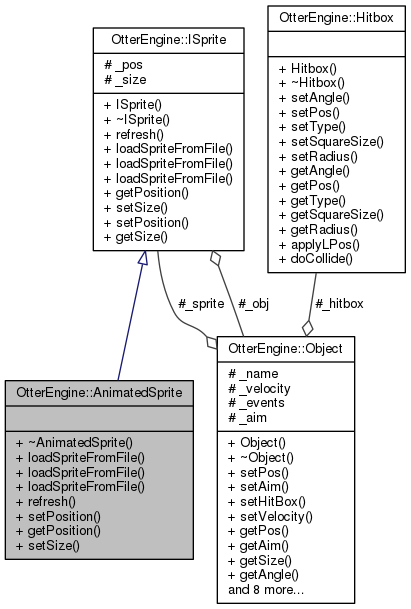 OtterEngine::ISprite
# _pos
# _size
+ ISprite()
+ ~ISprite()
+ refresh()
+ loadSpriteFromFile()
+ loadSpriteFromFile()
+ loadSpriteFromFile()
+ getPosition()
+ setSize()
+ setPosition()
+ getSize()
OtterEngine::Hitbox
+ Hitbox()
+ ~Hitbox()
+ setAngle()
+ setPos()
+ setType()
+ setSquareSize()
+ setRadius()
+ getAngle()
+ getPos()
+ getType()
+ getSquareSize()
+ getRadius()
+ applyLPos()
+ doCollide()
#_sprite
#_obj
#_hitbox
OtterEngine::AnimatedSprite
+ ~AnimatedSprite()
+ loadSpriteFromFile()
+ loadSpriteFromFile()
+ loadSpriteFromFile()
+ refresh()
+ setPosition()
+ getPosition()
+ setSize()
OtterEngine::Object
# _name
# _velocity
# _events
# _aim
+ Object()
+ ~Object()
+ setPos()
+ setAim()
+ setHitBox()
+ setVelocity()
+ getPos()
+ getAim()
+ getSize()
+ getAngle()
and 8 more...